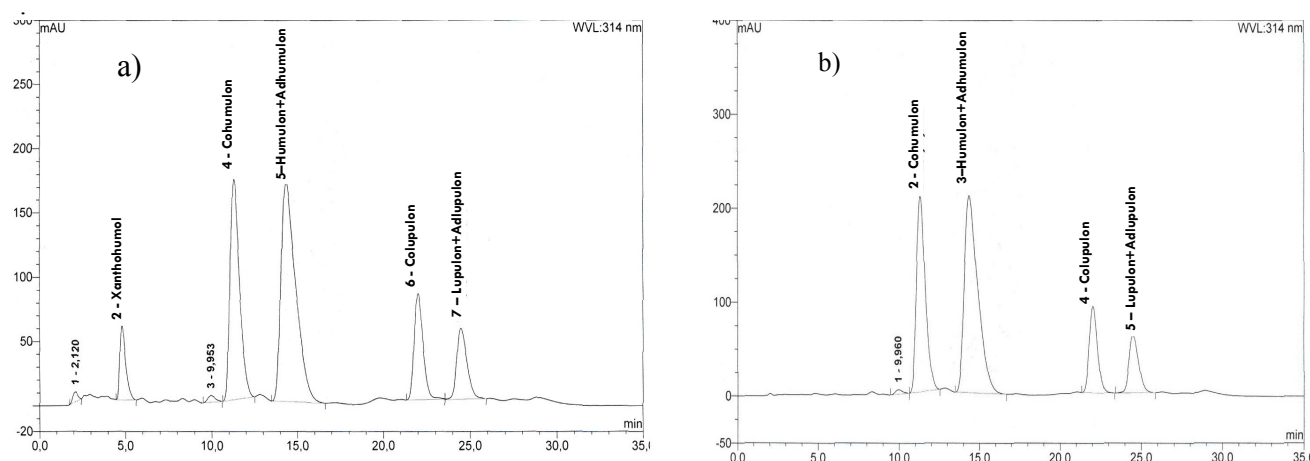 300
mAU
WVL:314 nm
a)
250
200
150
100
50
-20
1 - 2,120
2 - Xanthohumol
3 - 9,953
4 - Cohumulon
5–Humulon+Adhumulon
6 - Colupulon
7 – Lupulon+Adlupulon
min
0,0
5,0
10,0
15,0
20,0
25,0
30,0
35,0
400
mAU
WVL:314 nm
b)
300
200
100
0
-50
1 - 9,960
2 - Cohumulon
3–Humulon+Adhumulon
4 - Colupulon
5 – Lupulon+Adlupulon
min
0,0
5,0
10,0
15,0
20,0
25,0
30,0
35,0